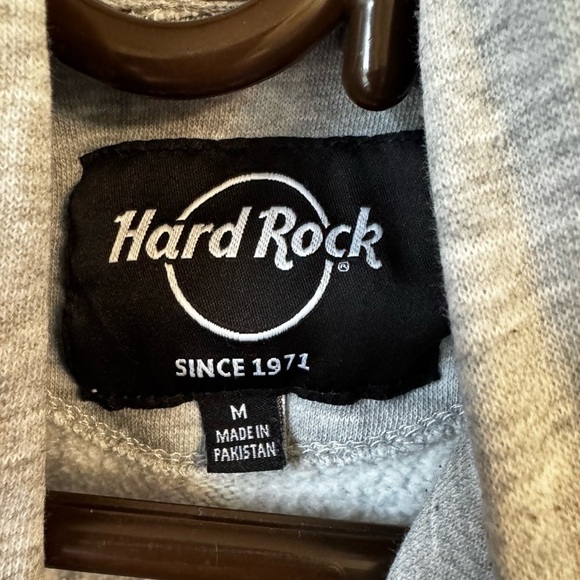 Hard Rock®
SINCE 1971
M
MADE IN
PAKISTAN